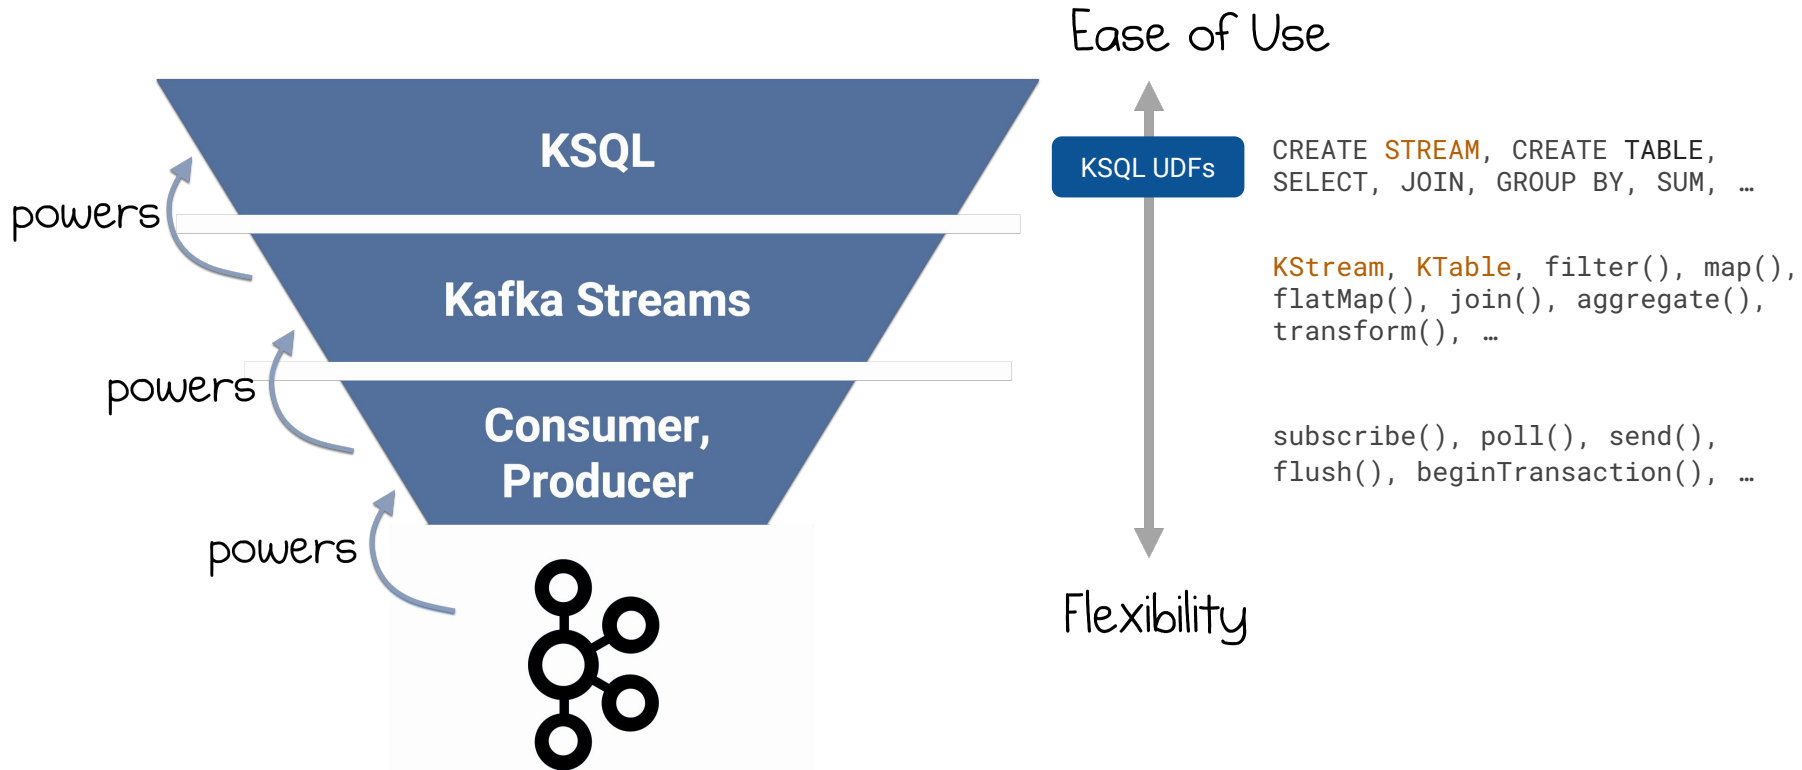 Ease of Use
KSQL
KSQL UDFs
CREATE STREAM, CREATE TABLE,
SELECT, JOIN, GROUP BY, SUM, …
powers
Kafka Streams
KStream, KTable, filter(), map(),
flatMap(), join(), aggregate(),
transform(), …
powers
Consumer,
Producer
subscribe(), poll(), send(),
flush(), beginTransaction(), …
powers
Flexibility